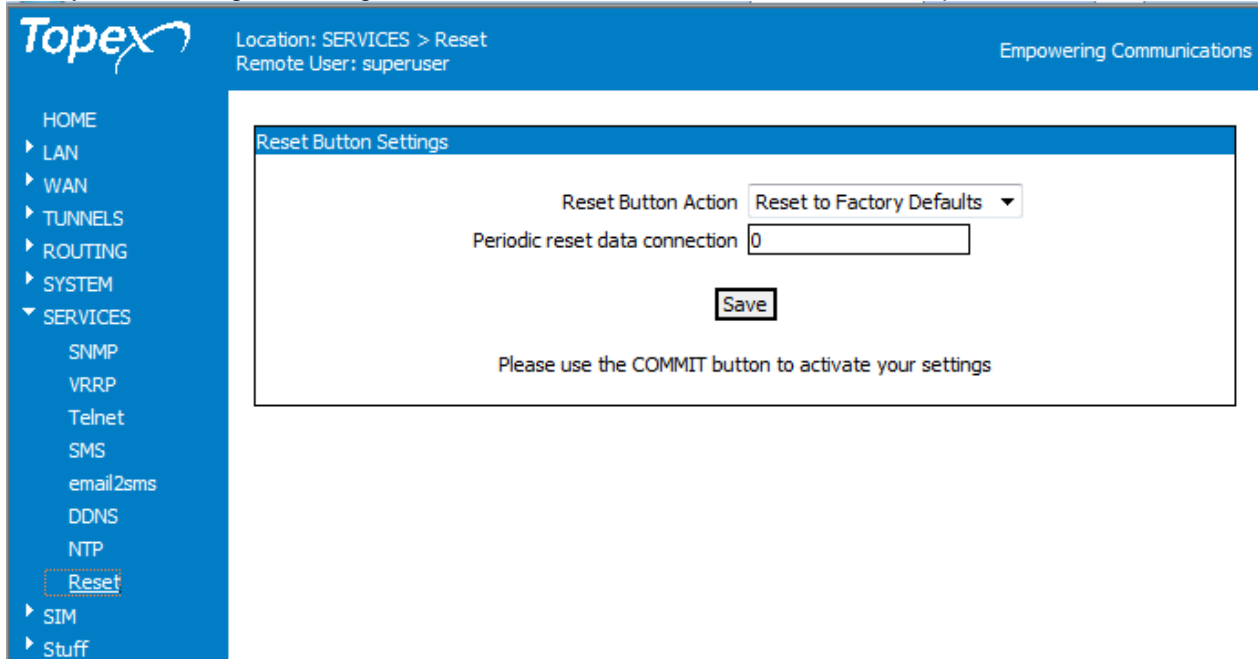 Topex
Location: SERVICES > Reset
Remote User: superuser
Empowering Communications
HOME
LAN
WAN
TUNNELS
ROUTING
SYSTEM
SERVICES
SNMP
VRRP
Telnet
SMS
email2sms
DDNS
NTP
Reset
SIM
Stuff
Reset Button Settings
Reset Button Action Reset to Factory Defaults
Periodic reset data connection 0
Save
Please use the COMMIT button to activate your settings